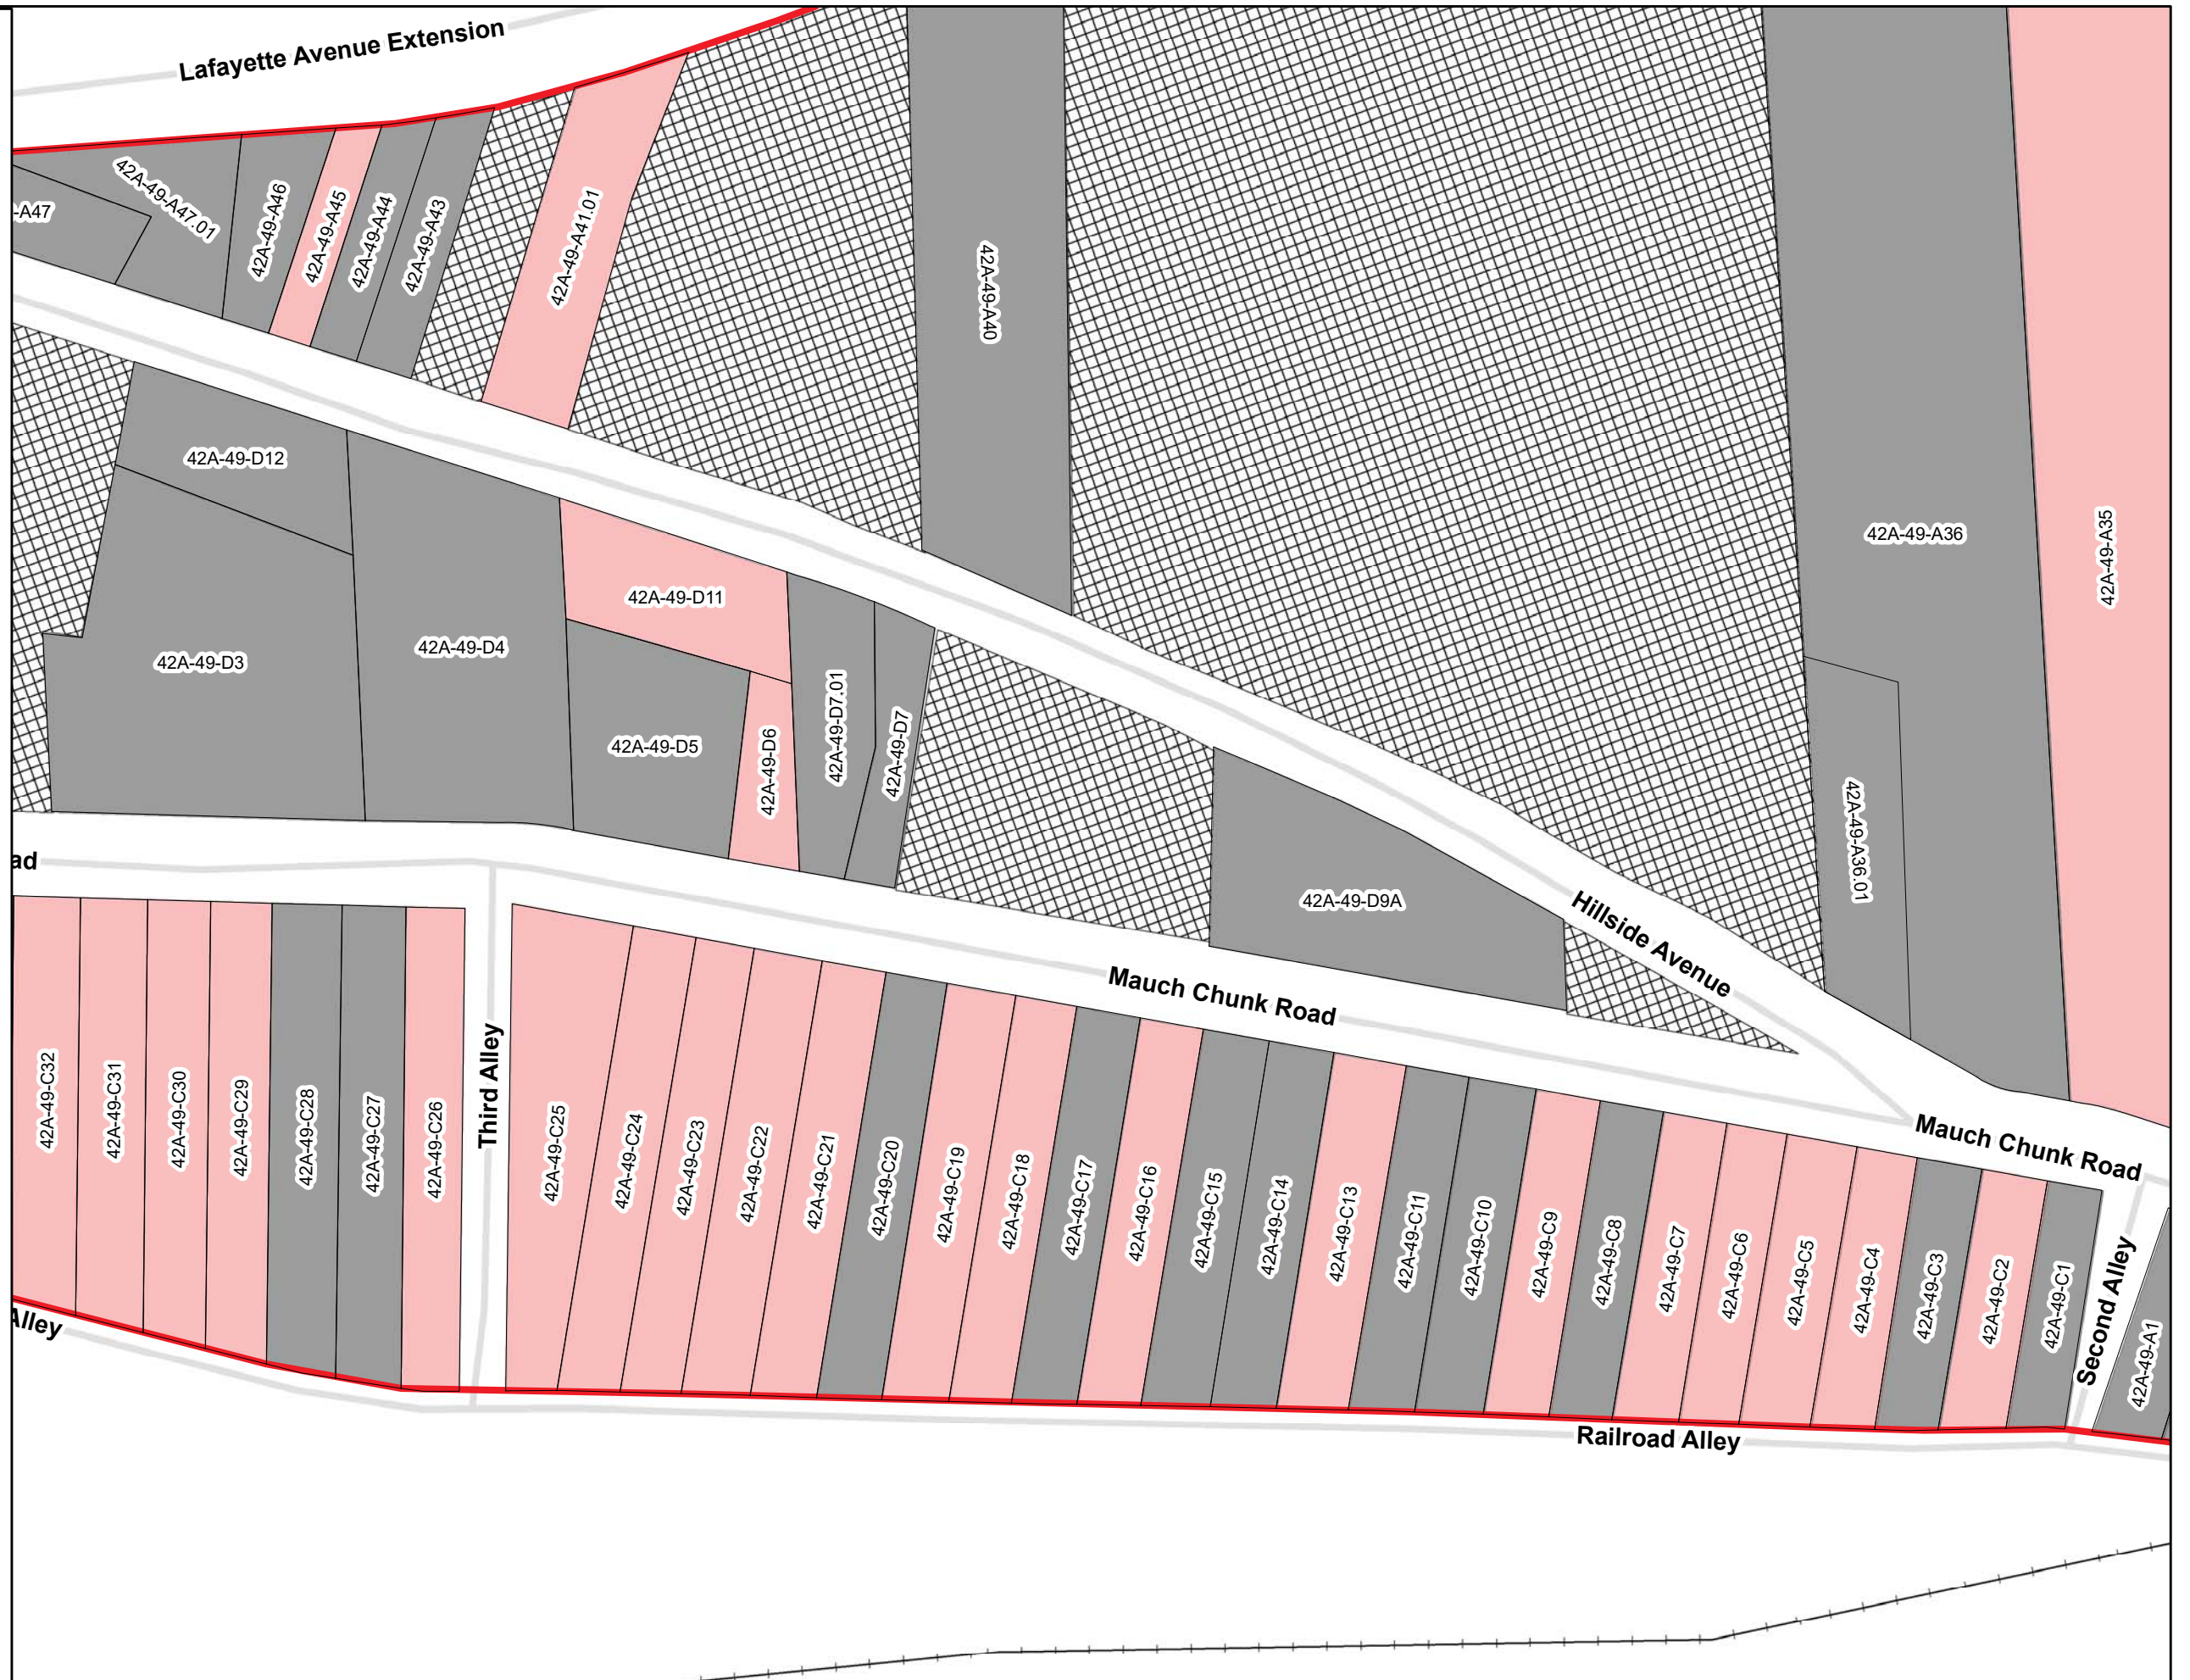 Lafayette Avenue Extension
-A47
42A-49-A47.01
42A-49-A46
42A-49-A45
42A-49-A44
42A-49-A43
42A-49-A41.01
42A-49-A40
42A-49-A36
42A-49-A35
42A-49-A36.01
42A-49-D12
42A-49-D3
42A-49-D4
42A-49-D11
42A-49-D5
42A-49-D6
42A-49-D7.01
42A-49-D7
42A-49-D9A
Hillside Avenue
ad
Mauch Chunk Road
Mauch Chunk Road
42A-49-C32
42A-49-C31
42A-49-C30
42A-49-C29
42A-49-C28
42A-49-C27
42A-49-C26
Third Alley
42A-49-C25
42A-49-C24
42A-49-C23
42A-49-C22
42A-49-C21
42A-49-C20
42A-49-C19
42A-49-C18
42A-49-C17
42A-49-C16
42A-49-C15
42A-49-C14
42A-49-C13
42A-49-C11
42A-49-C10
42A-49-C9
42A-49-C8
42A-49-C7
42A-49-C6
42A-49-C5
42A-49-C4
42A-49-C3
42A-49-C2
42A-49-C1
Second Alley
42A-49-A1
Alley
Railroad Alley